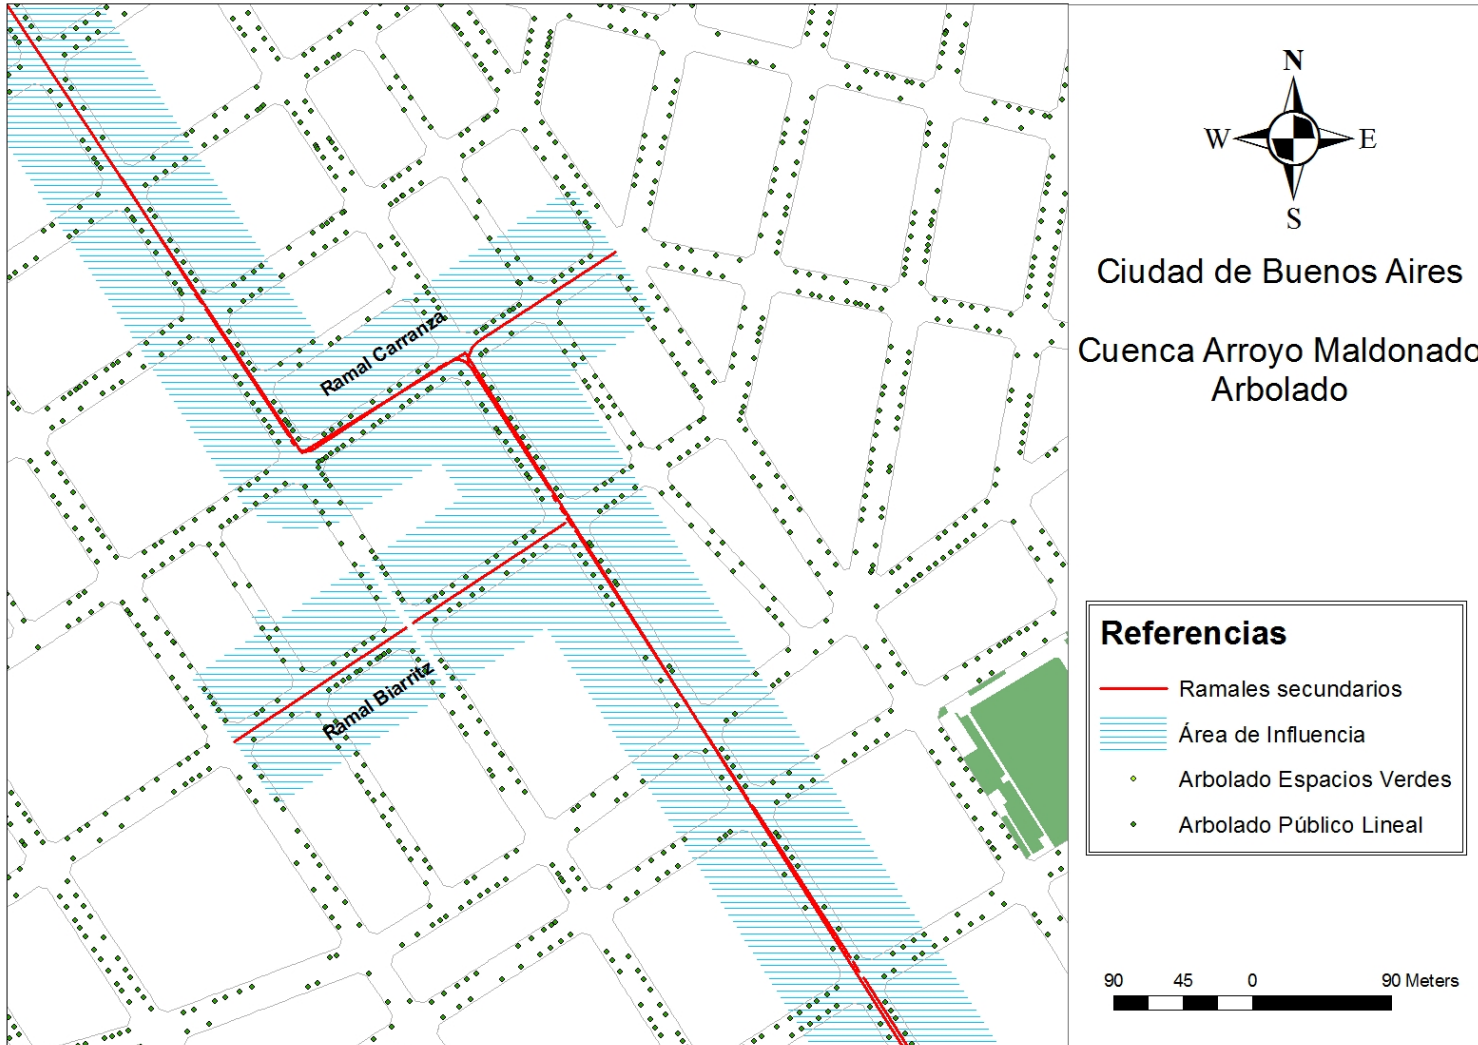 N
W E
S
Ciudad de Buenos Aires
Cuenca Arroyo Maldonado
Arbolado
Ramal Carranza
Ramal Biarritz
Referencias
Ramales secundarios
Área de Influencia
Arbolado Espacios Verdes
Arbolado Público Lineal
90 45 0 90 Meters